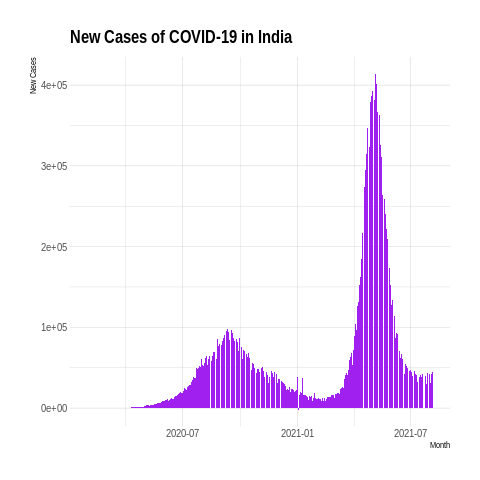 New Cases of COVID-19 in India
New Cases
4e+05
3e+05
2e+05
1e+05
0e+00
2020-07
2021-01
2021-07
Month